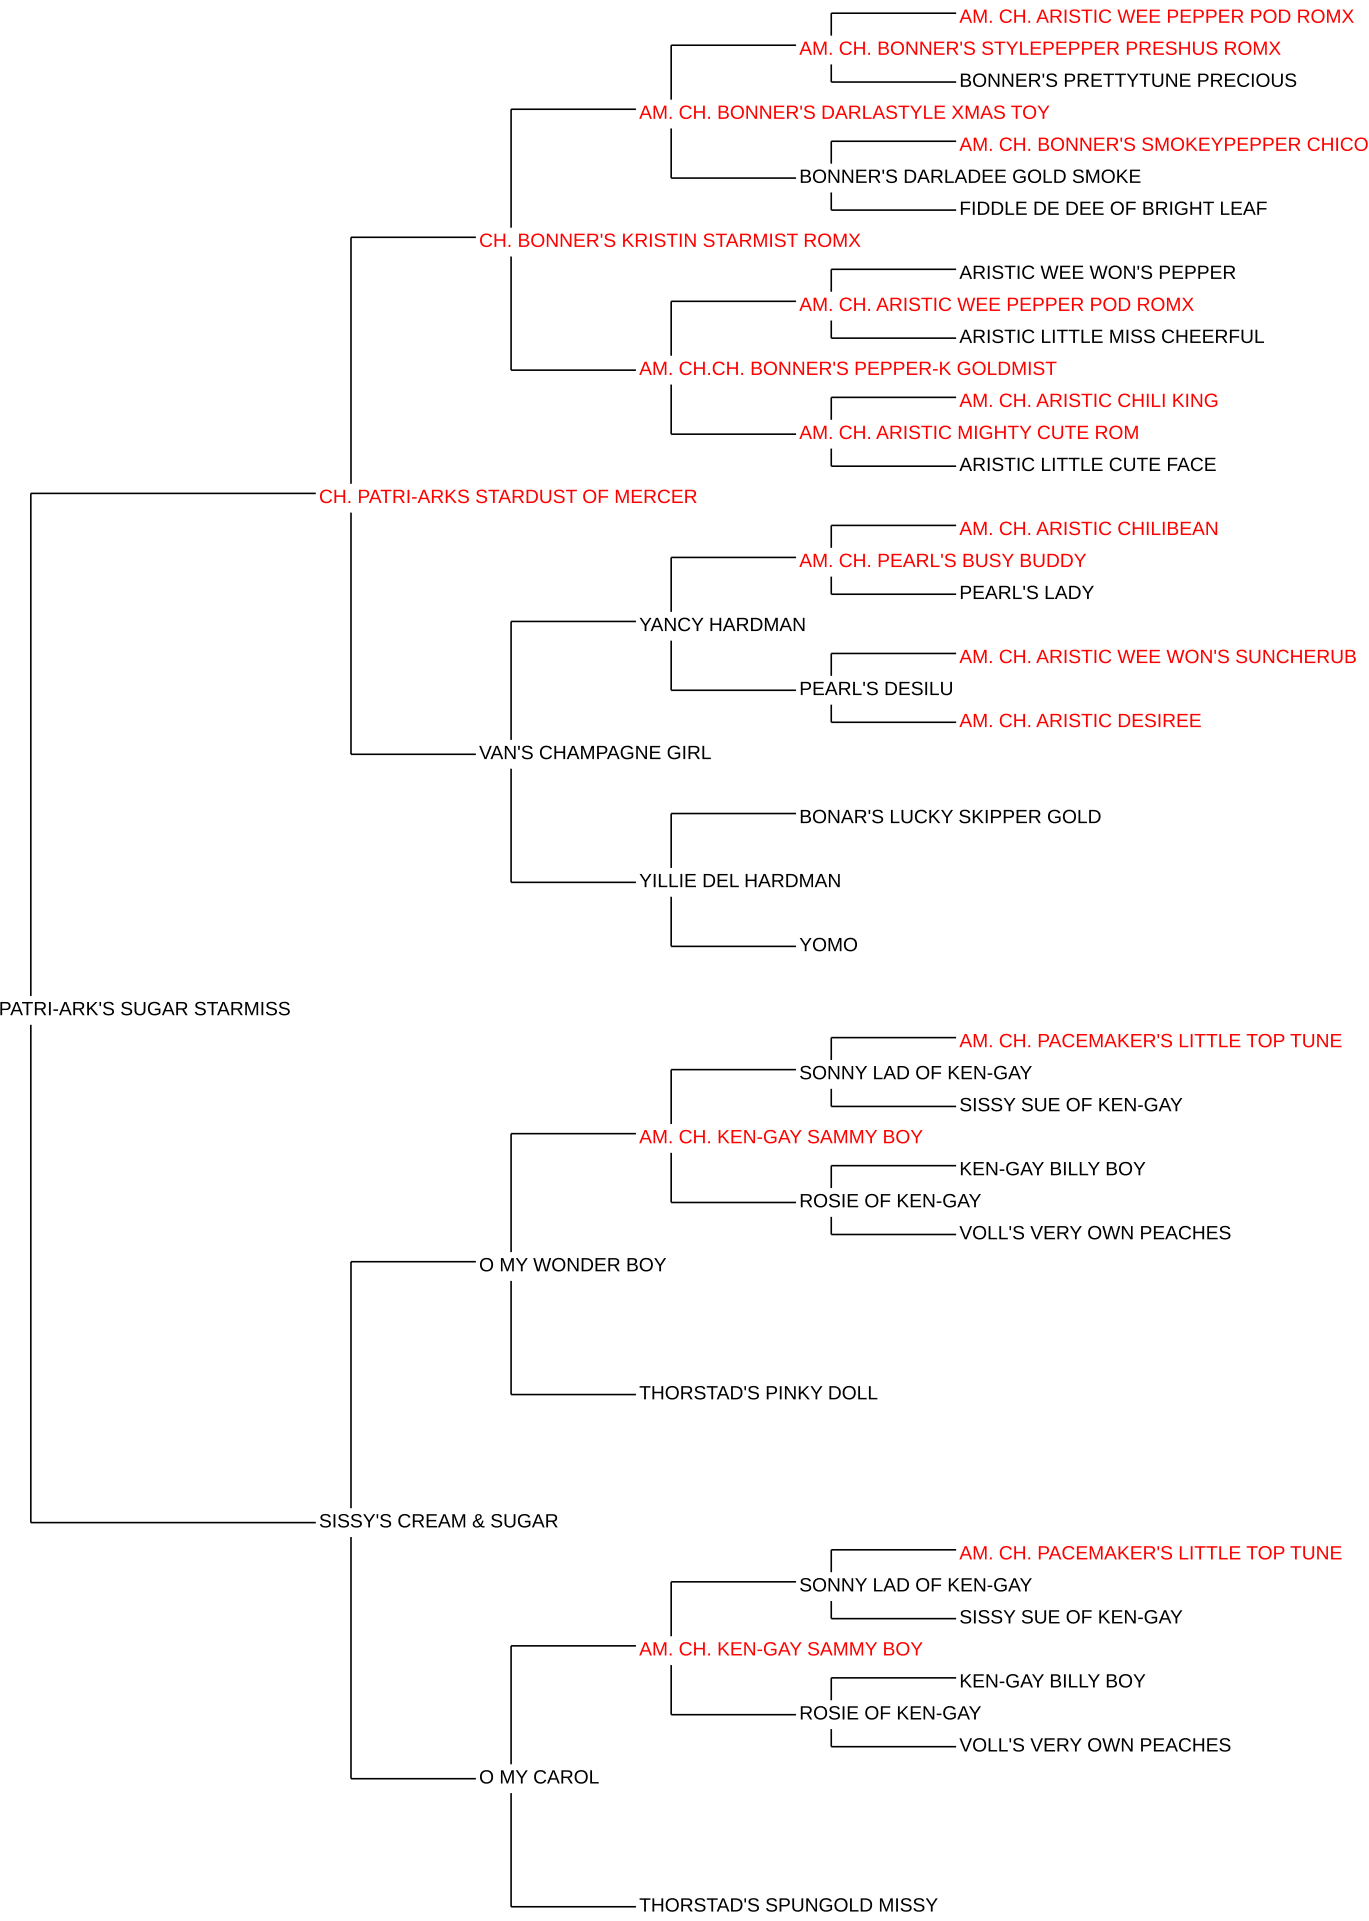 AM. CH. ARISTIC WEE PEPPER POD ROMX
AM. CH. BONNER'S STYLEPEPPER PRESHUS ROMX
BONNER'S PRETTYTUNE PRECIOUS
AM. CH. BONNER'S DARLASTYLE XMAS TOY
AM. CH. BONNER'S SMOKEYPEPPER CHICO
BONNER'S DARLADEE GOLD SMOKE
FIDDLE DE DEE OF BRIGHT LEAF
CH. BONNER'S KRISTIN STARMIST ROMX
ARISTIC WEE WON'S PEPPER
AM. CH. ARISTIC WEE PEPPER POD ROMX
ARISTIC LITTLE MISS CHEERFUL
AM. CH.CH. BONNER'S PEPPER-K GOLDMIST
AM. CH. ARISTIC CHILI KING
AM. CH. ARISTIC MIGHTY CUTE ROM
ARISTIC LITTLE CUTE FACE
CH. PATRI-ARKS STARDUST OF MERCER
AM. CH. ARISTIC CHILIBEAN
AM. CH. PEARL'S BUSY BUDDY
PEARL'S LADY
YANCY HARDMAN
AM. CH. ARISTIC WEE WON'S SUNCHERUB
PEARL'S DESILU
AM. CH. ARISTIC DESIREE
VAN'S CHAMPAGNE GIRL
BONAR'S LUCKY SKIPPER GOLD
YILLIE DEL HARDMAN
YOMO
PATRI-ARK'S SUGAR STARMISS
AM. CH. PACEMAKER'S LITTLE TOP TUNE
SONNY LAD OF KEN-GAY
SISSY SUE OF KEN-GAY
AM. CH. KEN-GAY SAMMY BOY
KEN-GAY BILLY BOY
ROSIE OF KEN-GAY
VOLL'S VERY OWN PEACHES
O MY WONDER BOY
THORSTAD'S PINKY DOLL
SISSY'S CREAM & SUGAR
AM. CH. PACEMAKER'S LITTLE TOP TUNE
SONNY LAD OF KEN-GAY
SISSY SUE OF KEN-GAY
AM. CH. KEN-GAY SAMMY BOY
KEN-GAY BILLY BOY
ROSIE OF KEN-GAY
VOLL'S VERY OWN PEACHES
O MY CAROL
THORSTAD'S SPUNGOLD MISSY